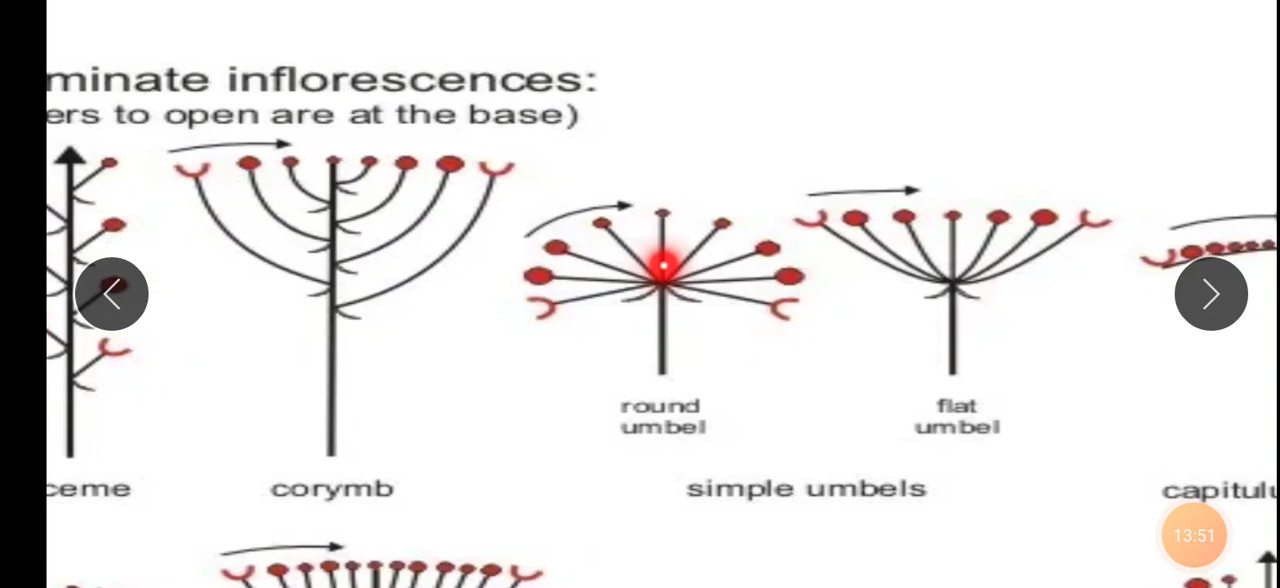 minate inflorescences:
ers to open are at the base)
round
umbel
flat
umbel
ceme
corymb
simple umbels
capitulu
13:51